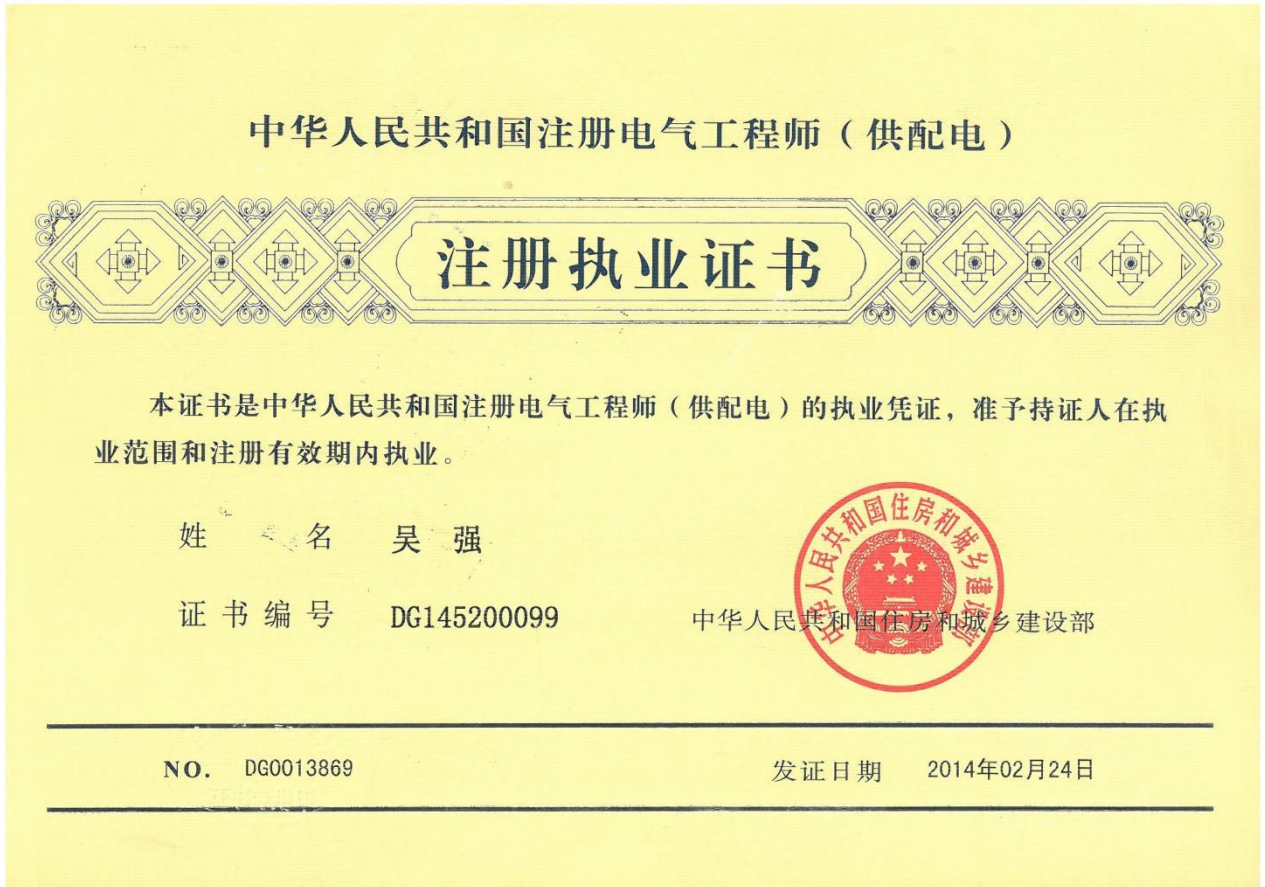 中华人民共和国注册电气工程师（供配电）
注册执业证书
本证书是中华人民共和国注册电气工程师（供配电）的执业凭证，准予持证人在执
业范围和注册有效期内执业。
姓 名 吴 强
证书编号 DG145200099
中华人民共和国住房和城乡建设部
中华人民共和国住房和城乡建设部
NO. DG0013869 发证日期 2014年02月24日